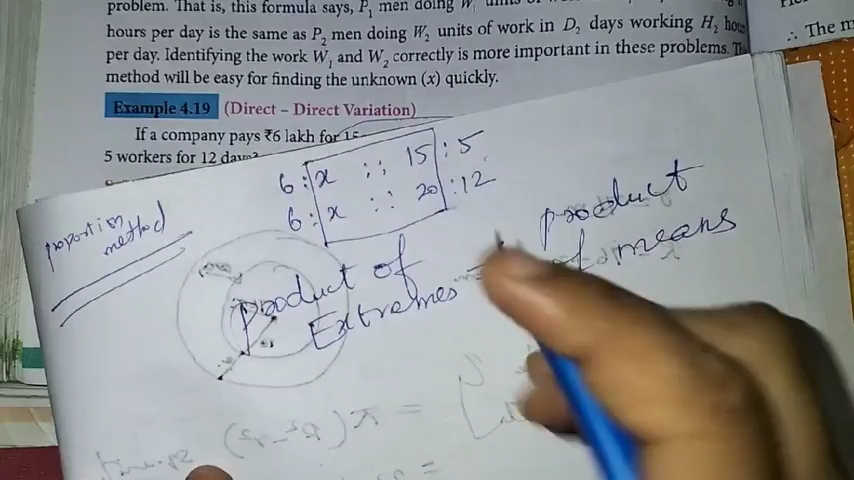 problem. That is, this formula says, P₁ men doing W₁ units of
hours per day is the same as P₂ men doing W₂ units of work in D₂ days working H₂
per day. Identifying the work W₁ and W₂ correctly is more important in these problems.
method will be easy for finding the unknown (x) quickly.
∴ The
Example 4.19 (Direct – Direct Variation)
If a company pays ₹6 lakh for 15
5 workers for 12 days?
6 : x :: 15 : 5
6 : x :: 20 : 12
method
Product of Extremes = product of means